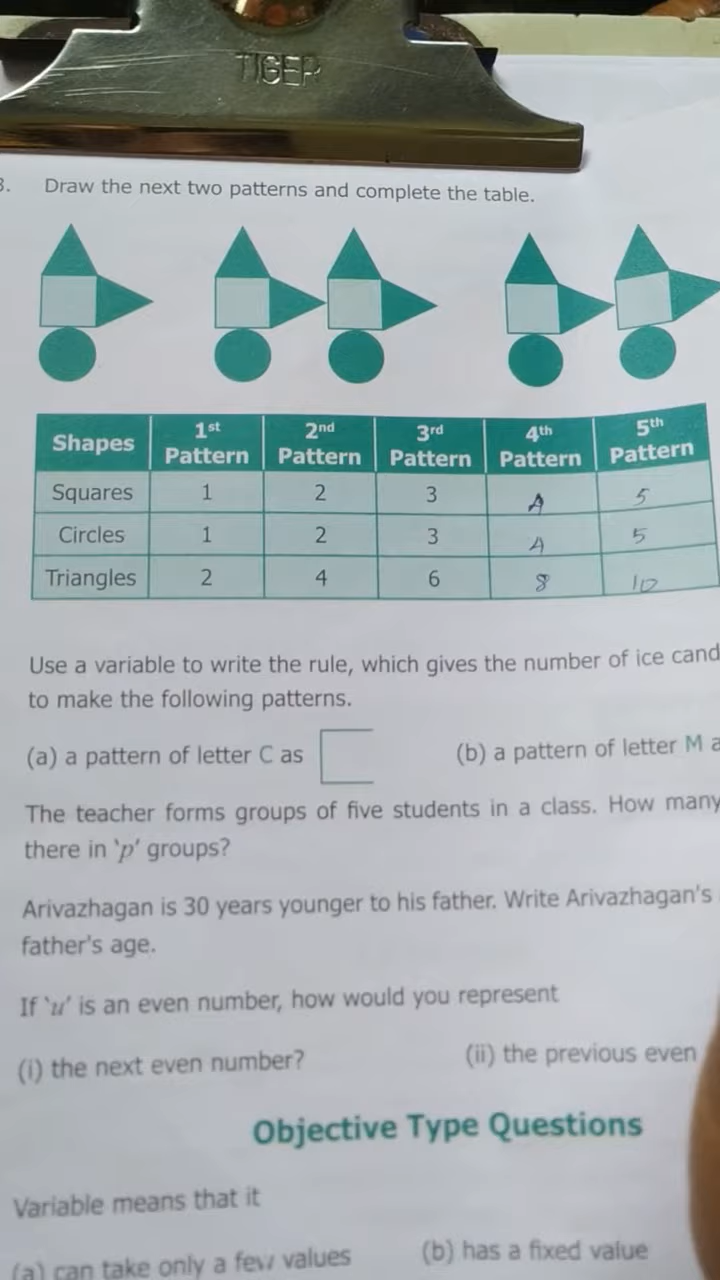 TIGER
3. Draw the next two patterns and complete the table.
Shapes 1st Pattern 2nd Pattern 3rd Pattern 4th Pattern 5th Pattern
Squares 1 2 3 4 5
Circles 1 2 3 4 5
Triangles 2 4 6 8 10
Use a variable to write the rule, which gives the number of ice cand
to make the following patterns.
(a) a pattern of letter C as (b) a pattern of letter M a
The teacher forms groups of five students in a class. How many
there in ‘p’ groups?
Arivazhagan is 30 years younger to his father. Write Arivazhagan's
father's age.
If ‘u’ is an even number, how would you represent
(i) the next even number? (ii) the previous even
Objective Type Questions
Variable means that it
(a) can take only a few values (b) has a fixed value